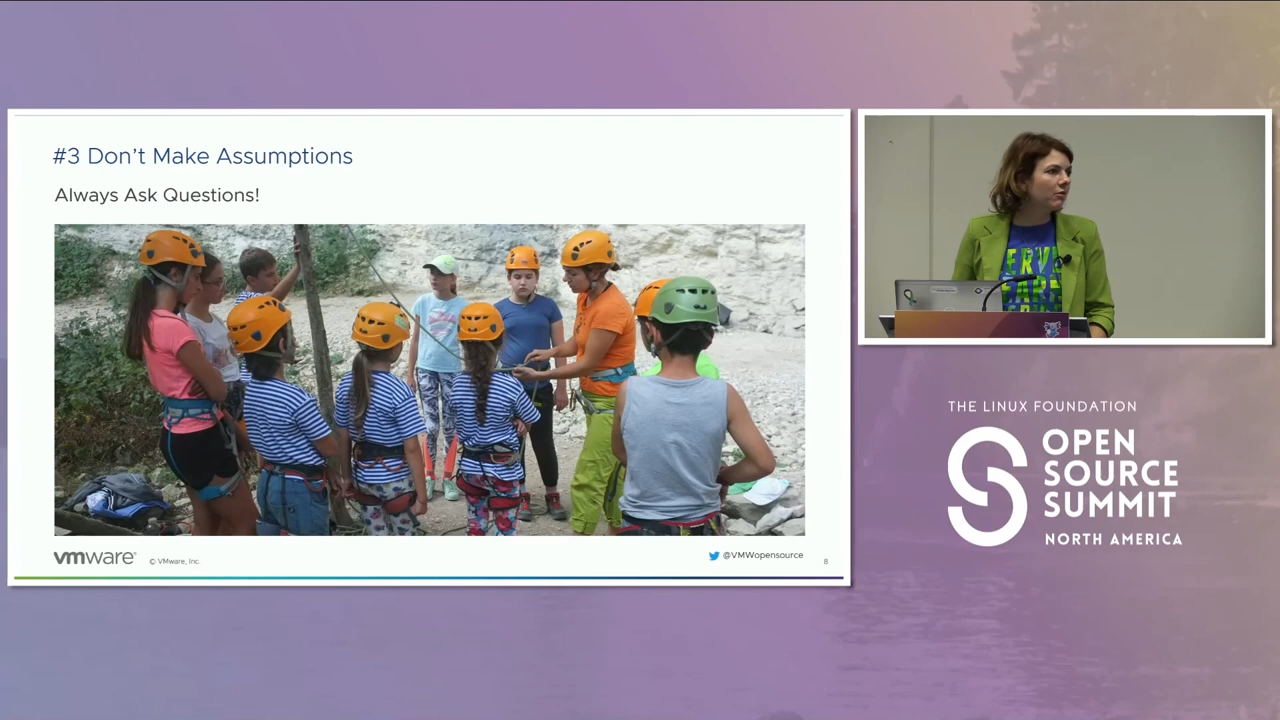 #3 Don't Make Assumptions
Always Ask Questions!
vmware®
© VMware, Inc.
@VMWopensource
8
THE LINUX FOUNDATION
OPEN
SOURCE
SUMMIT
NORTH AMERICA